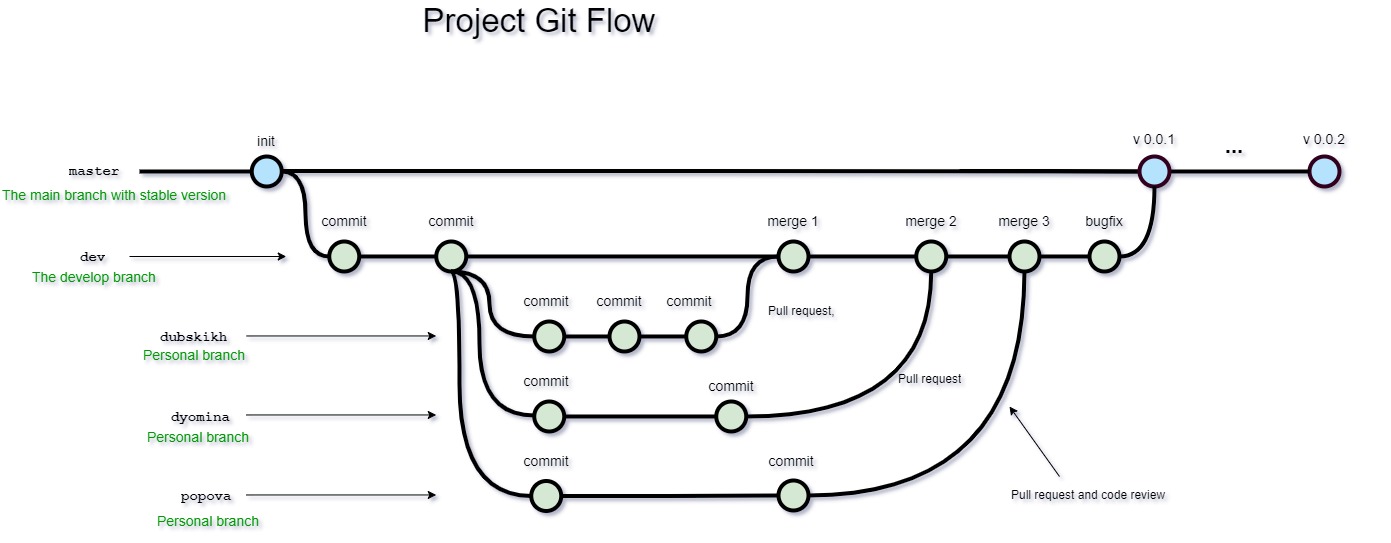 Project Git Flow
init
v 0.0.1
...
v 0.0.2
master
The main branch with stable version
commit
commit
merge 1
merge 2
merge 3
bugfix
dev
The develop branch
commit
commit
commit
Pull request,
dubskikh
Personal branch
commit
commit
Pull request
dyomina
Personal branch
commit
commit
popova
Pull request and code review
Personal branch